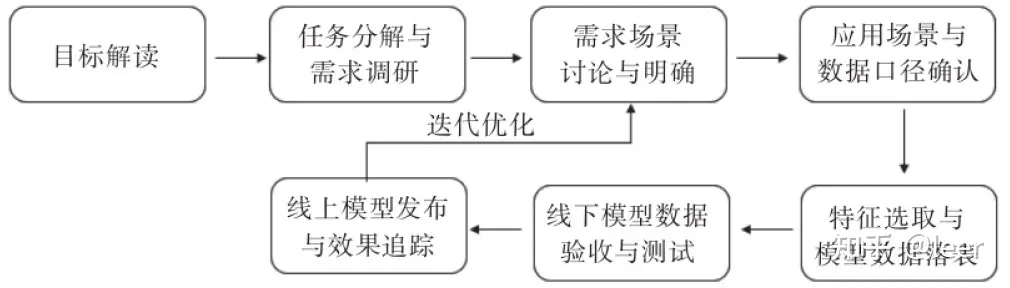 目标解读
任务分解与
需求调研
需求场景
讨论与明确
应用场景与
数据口径确认
迭代优化
线上模型发布
与效果追踪
线下模型数据
验收与测试
特征选取与
模型数据落表
知乎 @leer